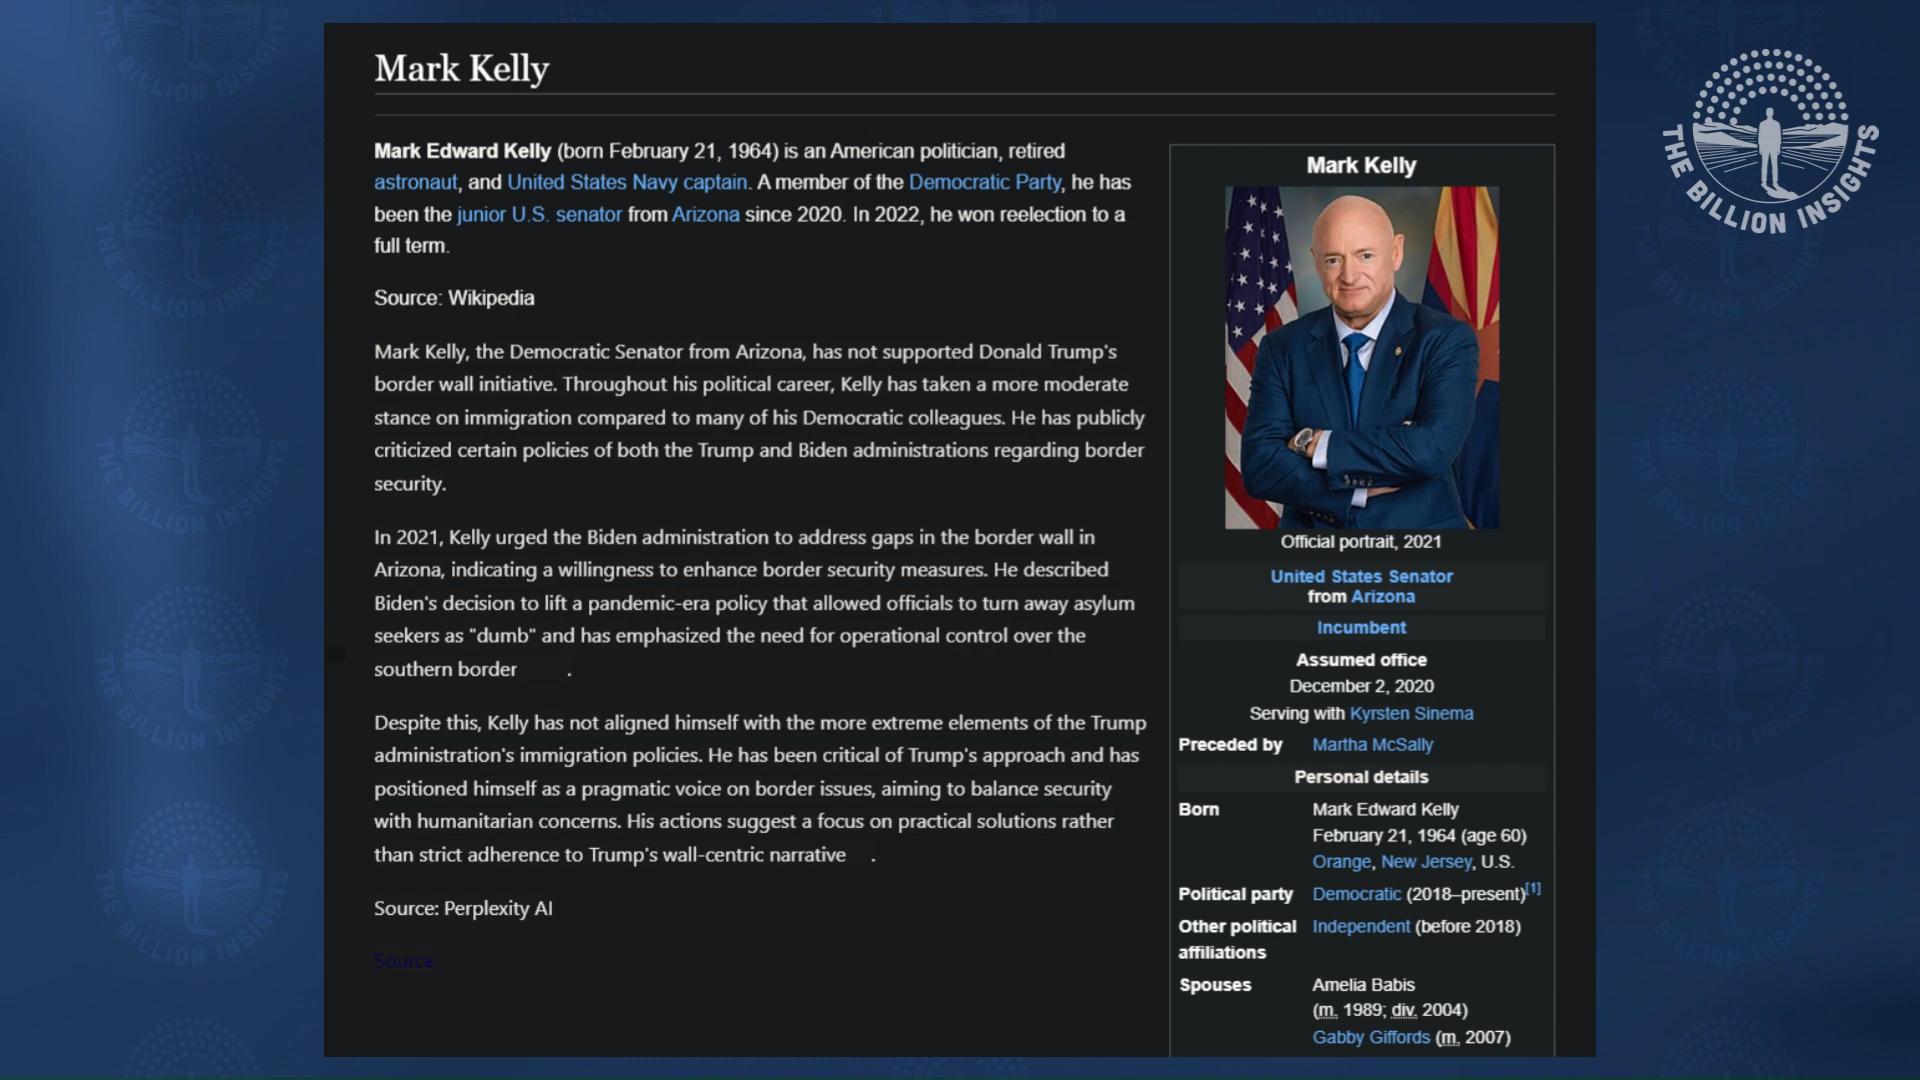 Mark Kelly
Mark Edward Kelly (born February 21, 1964) is an American politician, retired
astronaut, and United States Navy captain. A member of the Democratic Party, he has
been the junior U.S. senator from Arizona since 2020. In 2022, he won reelection to a
full term.
Source: Wikipedia
Mark Kelly, the Democratic Senator from Arizona, has not supported Donald Trump's
border wall initiative. Throughout his political career, Kelly has taken a more moderate
stance on immigration compared to many of his Democratic colleagues. He has publicly
criticized certain policies of both the Trump and Biden administrations regarding border
security.
In 2021, Kelly urged the Biden administration to address gaps in the border wall in
Arizona, indicating a willingness to enhance border security measures. He described
Biden's decision to lift a pandemic-era policy that allowed officials to turn away asylum
seekers as "dumb" and has emphasized the need for operational control over the
southern border .
Despite this, Kelly has not aligned himself with the more extreme elements of the Trump
administration's immigration policies. He has been critical of Trump's approach and has
positioned himself as a pragmatic voice on border issues, aiming to balance security
with humanitarian concerns. His actions suggest a focus on practical solutions rather
than strict adherence to Trump's wall-centric narrative .
Source: Perplexity AI
Source
Mark Kelly
Official portrait, 2021
United States Senator
from Arizona
Incumbent
Assumed office
December 2, 2020
Serving with Kyrsten Sinema
Preceded by Martha McSally
Personal details
Born Mark Edward Kelly
February 21, 1964 (age 60)
Orange, New Jersey, U.S.
Political party Democratic (2018–present)[1]
Other political affiliations Independent (before 2018)
Spouses Amelia Babis
(m. 1989; div. 2004)
Gabby Giffords (m. 2007)
THE BILLION INSIGHTS